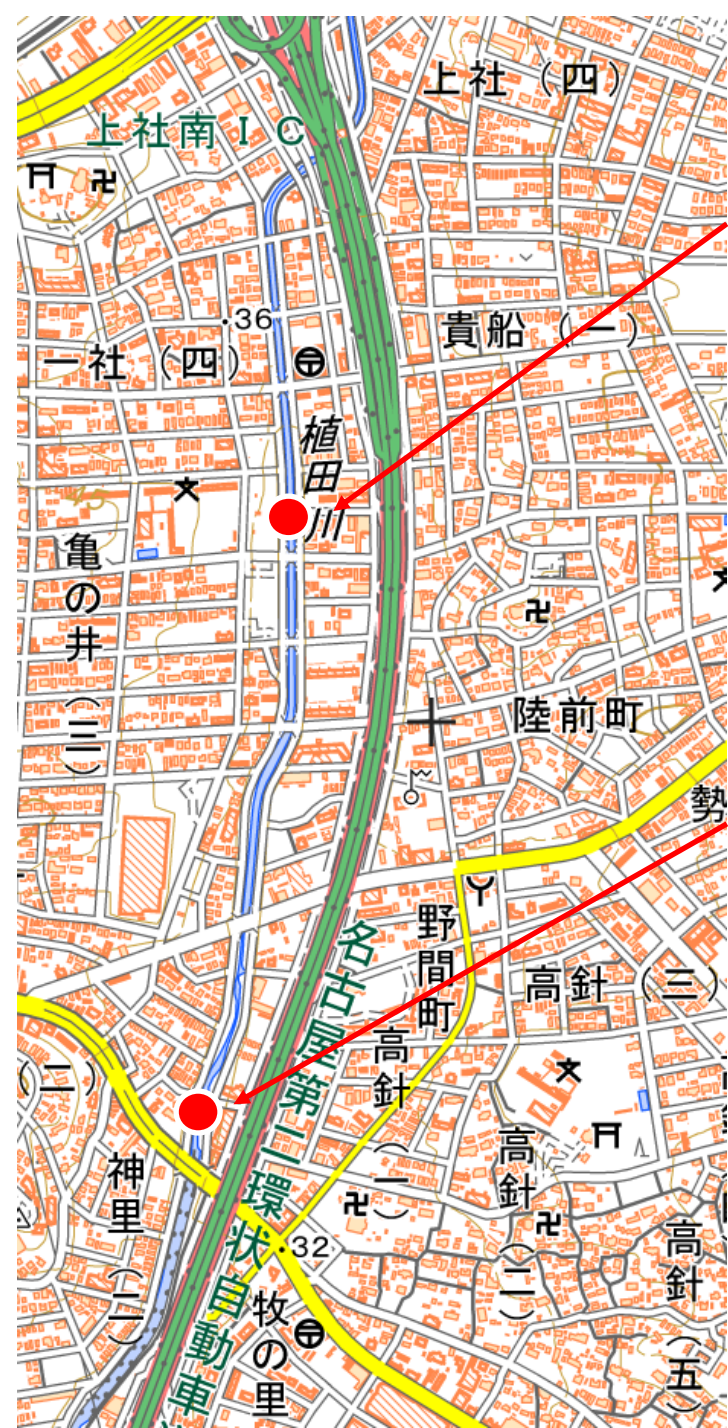 上社(四)
上社南IC
・36
貴船(一)
一社(四)
植田川
亀の井(三)
陸前町
勢
野間町
高針(三)
名古屋第二環状自動車
高針(一)
(二)
神里(二)
高針(二)
・32
高針(五)
牧の里